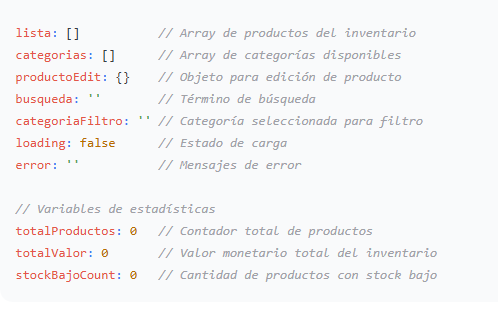 lista: []           // Array de productos del inventario
categorias: []      // Array de categorías disponibles
productoEdit: {}    // Objeto para edición de producto
busqueda: ''        // Término de búsqueda
categoriaFiltro: '' // Categoría seleccionada para filtro
loading: false      // Estado de carga
error: ''           // Mensajes de error

// Variables de estadísticas
totalProductos: 0   // Contador total de productos
totalValor: 0       // Valor monetario total del inventario
stockBajoCount: 0   // Cantidad de productos con stock bajo